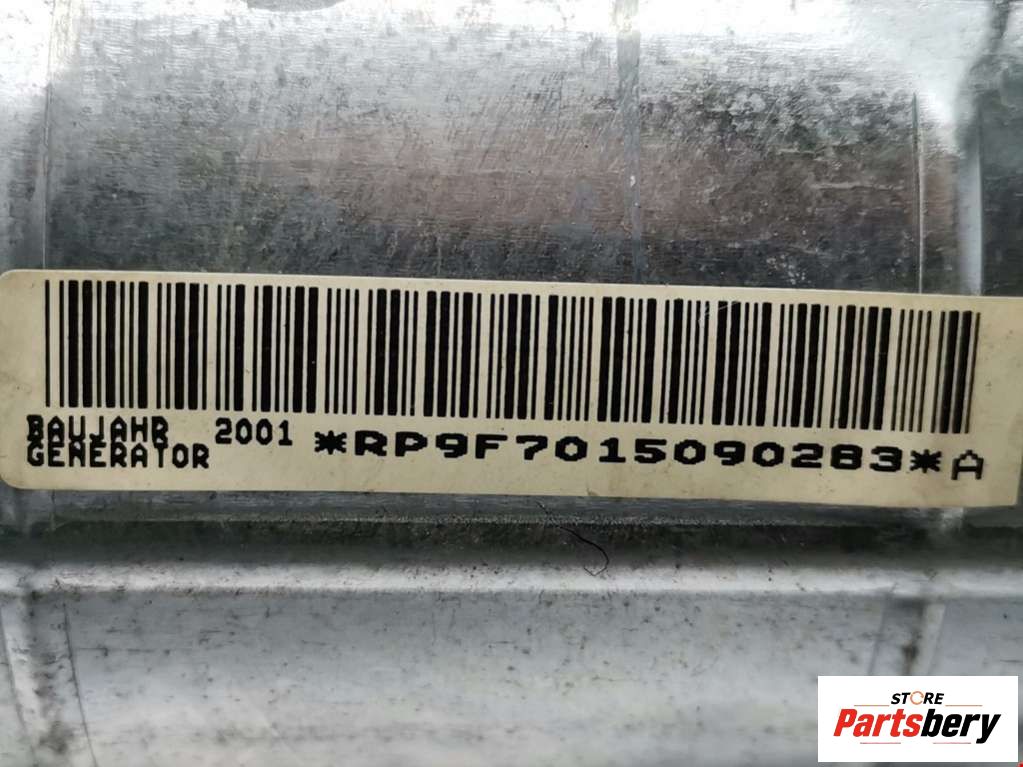 BAUJAHR 2001
GENERATOR
*RP9F7015090283*A
STORE
Partsbery